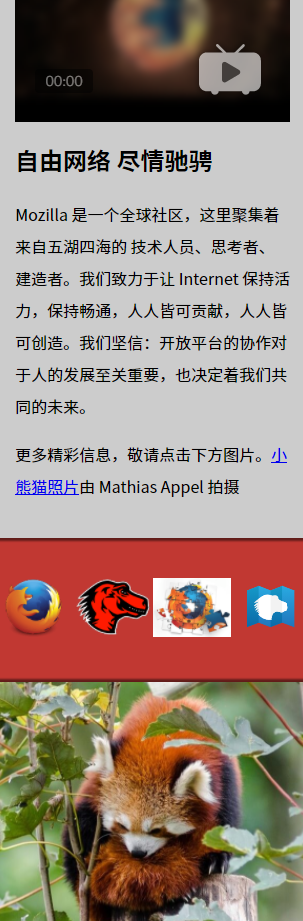 00:00
自由网络 尽情驰骋
Mozilla 是一个全球社区，这里聚集着
来自五湖四海的 技术人员、思考者、
建造者。我们致力于让 Internet 保持活
力，保持畅通，人人皆可贡献，人人皆
可创造。我们坚信：开放平台的协作对
于人的发展至关重要，也决定着我们共
同的未来。
更多精彩信息，敬请点击下方图片。小
熊猫照片由 Mathias Appel 拍摄